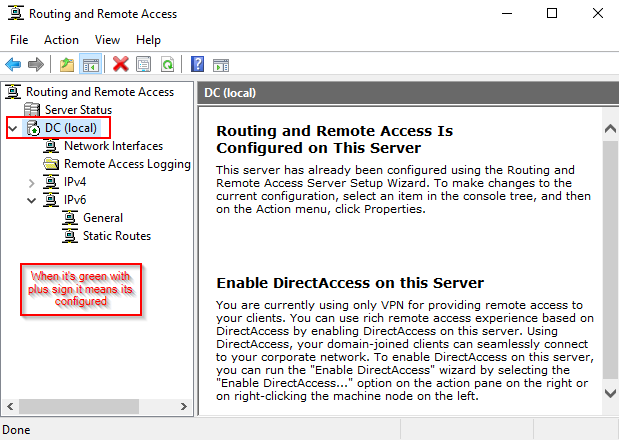 Routing and Remote Access
File Action View Help
Routing and Remote Access
Server Status
DC (local)
Network Interfaces
Remote Access Logging
IPv4
IPv6
General
Static Routes
When it's green with
plus sign it means its
configured
DC (local)
Routing and Remote Access Is
Configured on This Server
This server has already been configured using the Routing and
Remote Access Server Setup Wizard. To make changes to the
current configuration, select an item in the console tree, and then
on the Action menu, click Properties.
Enable DirectAccess on this Server
You are currently using only VPN for providing remote access to
your clients. You can use rich remote access experience based on
DirectAccess by enabling DirectAccess on this server. Using
DirectAccess, your domain-joined clients can seamlessly connect
to your corporate network. To enable DirectAccess on this server,
you can run the "Enable DirectAccess" wizard by selecting the
"Enable DirectAccess..." option on the action pane on the right or
on right-clicking the machine node on the left.
Done